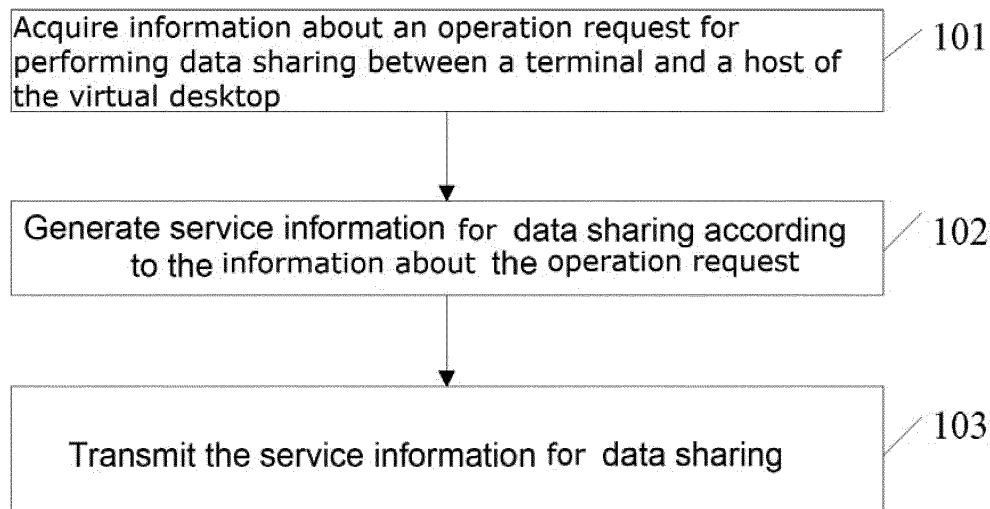 Acquire information about an operation request for
performing data sharing between a terminal and a host of
the virtual desktop
101
Generate service information for data sharing according
to the information about the operation request
102
Transmit the service information for data sharing
103